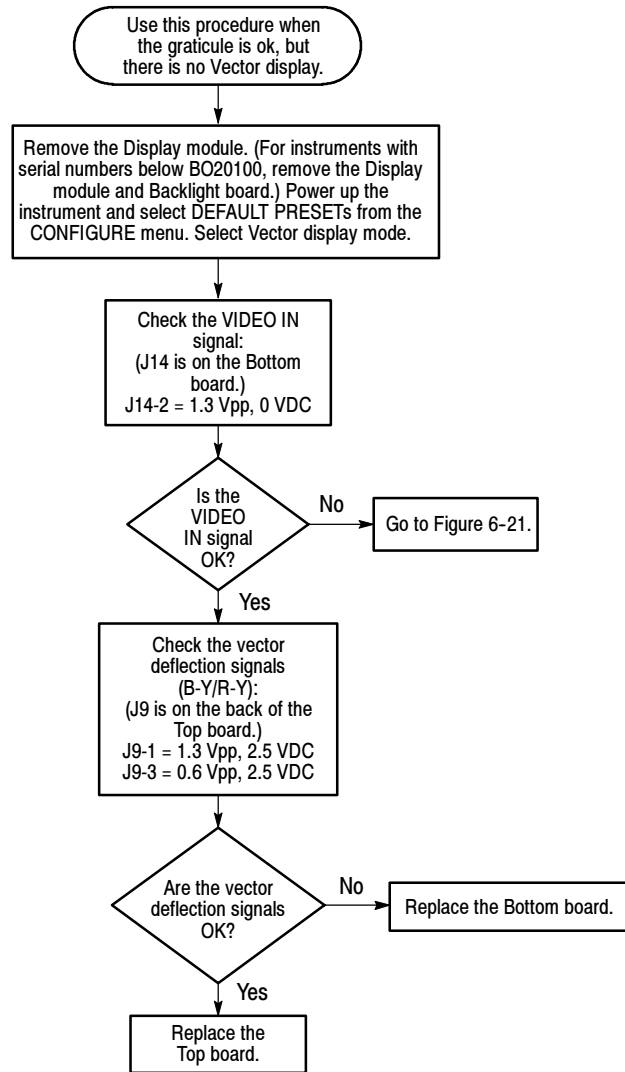 Use this procedure when
the graticule is ok, but
there is no Vector display.
Remove the Display module. (For instruments with
serial numbers below BO20100, remove the Display
module and Backlight board.) Power up the
instrument and select DEFAULT PRESETs from the
CONFIGURE menu. Select Vector display mode.
Check the VIDEO IN
signal:
(J14 is on the Bottom
board.)
J14-2 = 1.3 Vpp, 0 VDC
Is the
VIDEO
IN signal
OK?
No
Go to Figure 6-21.
Yes
Check the vector
deflection signals
(B-Y/R-Y):
(J9 is on the back of the
Top board.)
J9-1 = 1.3 Vpp, 2.5 VDC
J9-3 = 0.6 Vpp, 2.5 VDC
Are the vector
deflection signals
OK?
No
Replace the Bottom board.
Yes
Replace the
Top board.